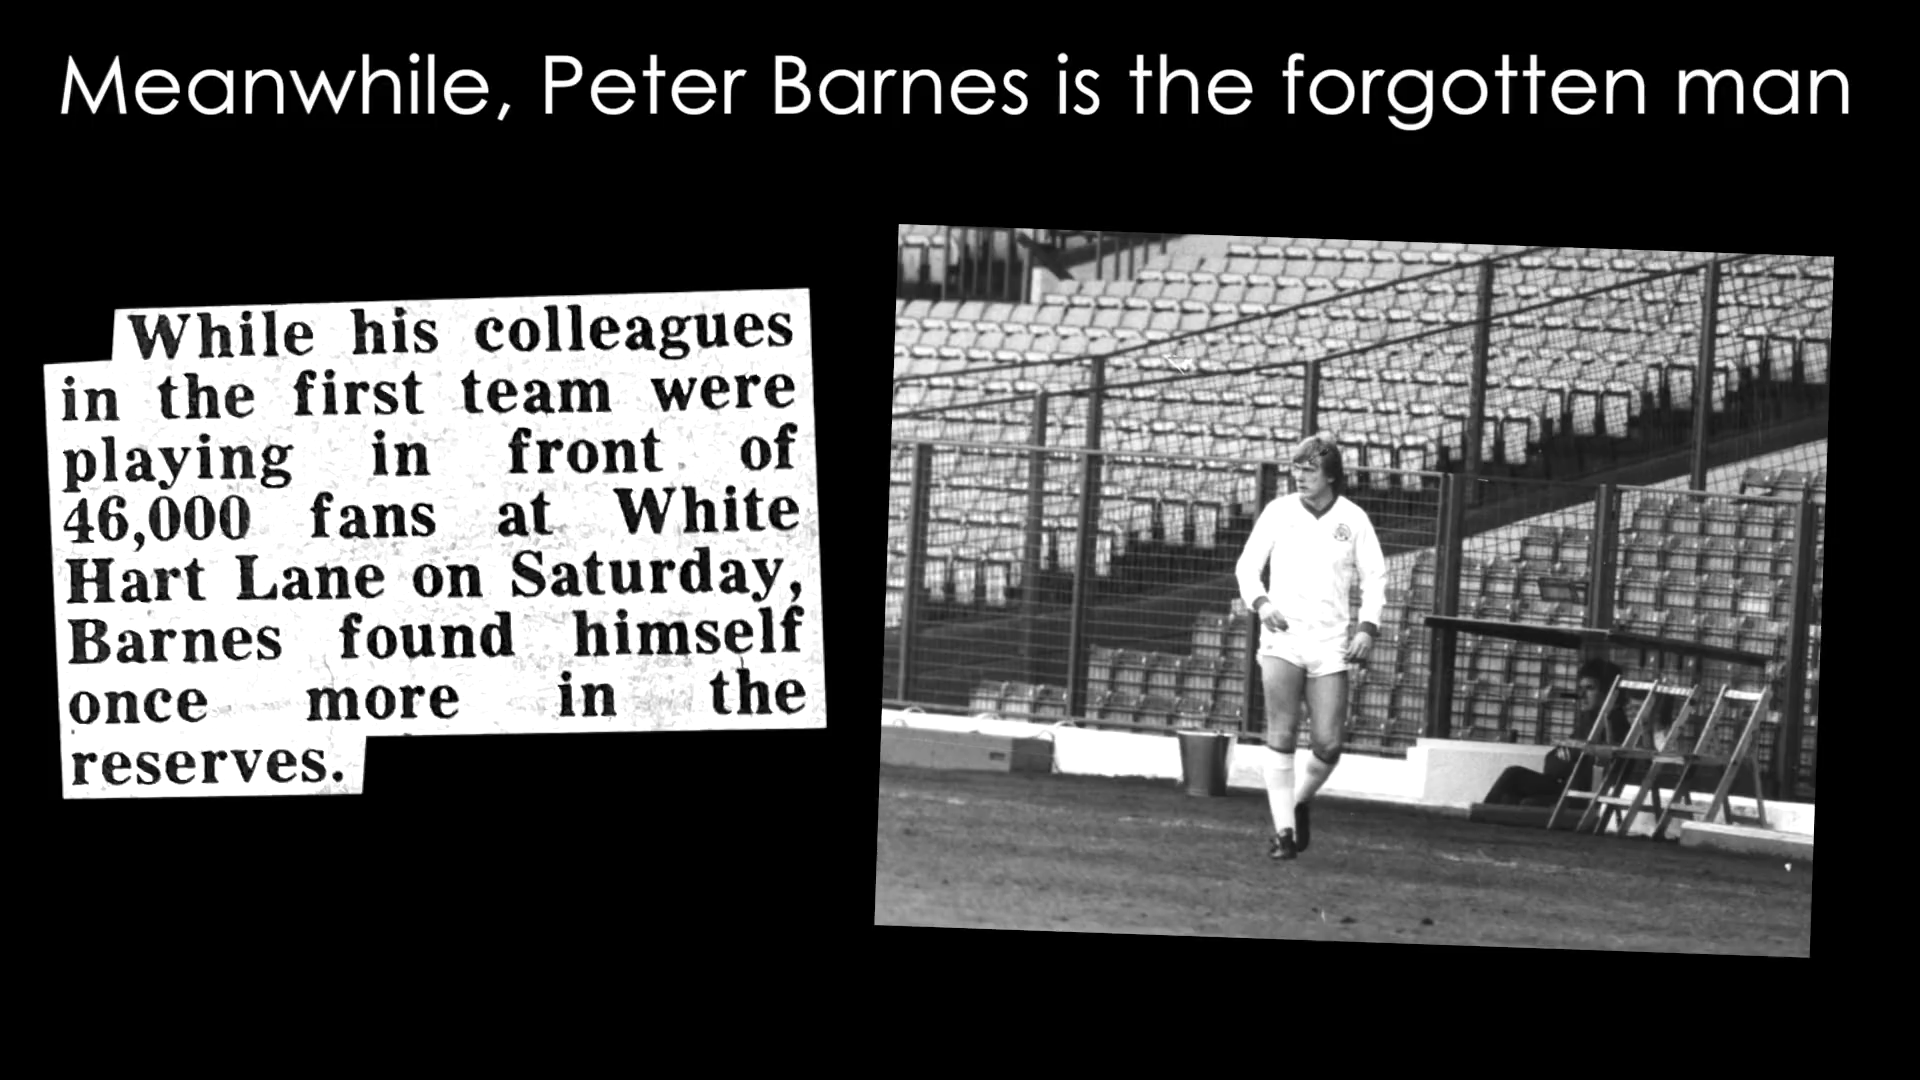 Meanwhile, Peter Barnes is the forgotten man
While his colleagues
in the first team were
playing in front of
46,000 fans at White
Hart Lane on Saturday,
Barnes found himself
once more in the
reserves.